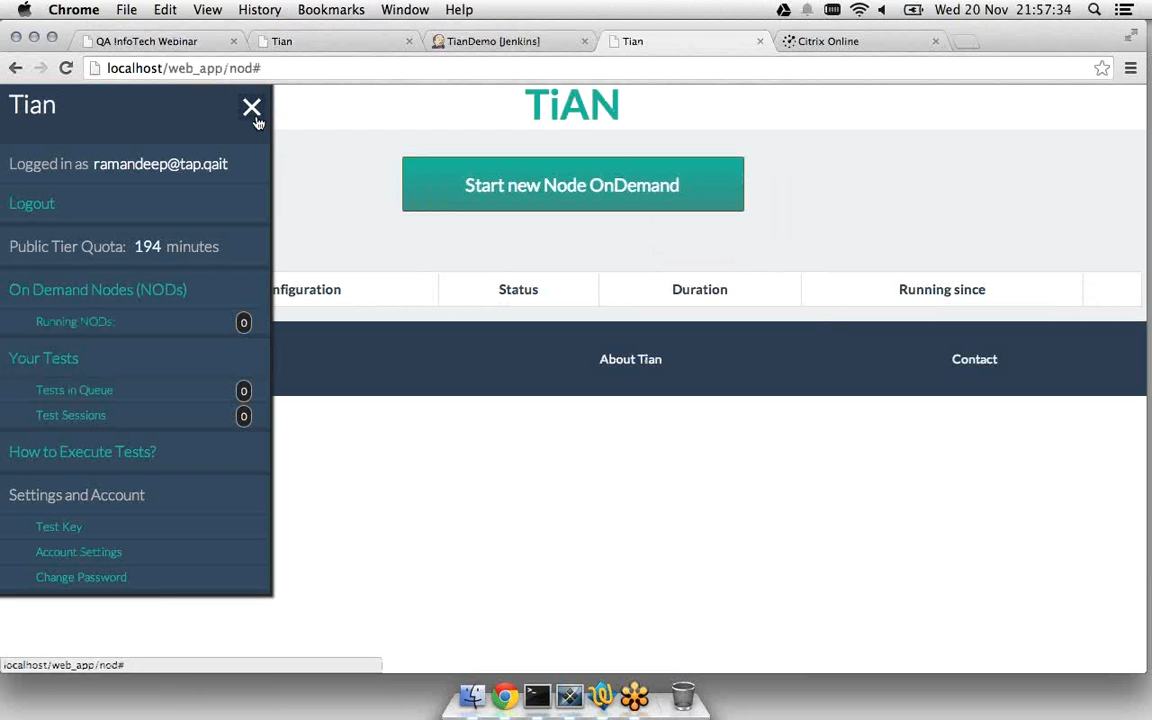 Chrome File Edit View History Bookmarks Window Help Wed 20 Nov 21:57:34
QA InfoTech Webinar Tian TianDemo [Jenkins] Tian Citrix Online
localhost/web_app/nod#
Tian
TiAN
Logged in as ramandeep@tap.qait
Start new Node OnDemand
Logout
Public Tier Quota: 194 minutes
On Demand Nodes (NODs)
nfiguration Status Duration Running since
Running NODs: 0
Your Tests
About Tian Contact
Tests in Queue 0
Test Sessions 0
How to Execute Tests?
Settings and Account
Test Key
Account Settings
Change Password
localhost/web_app/nod#